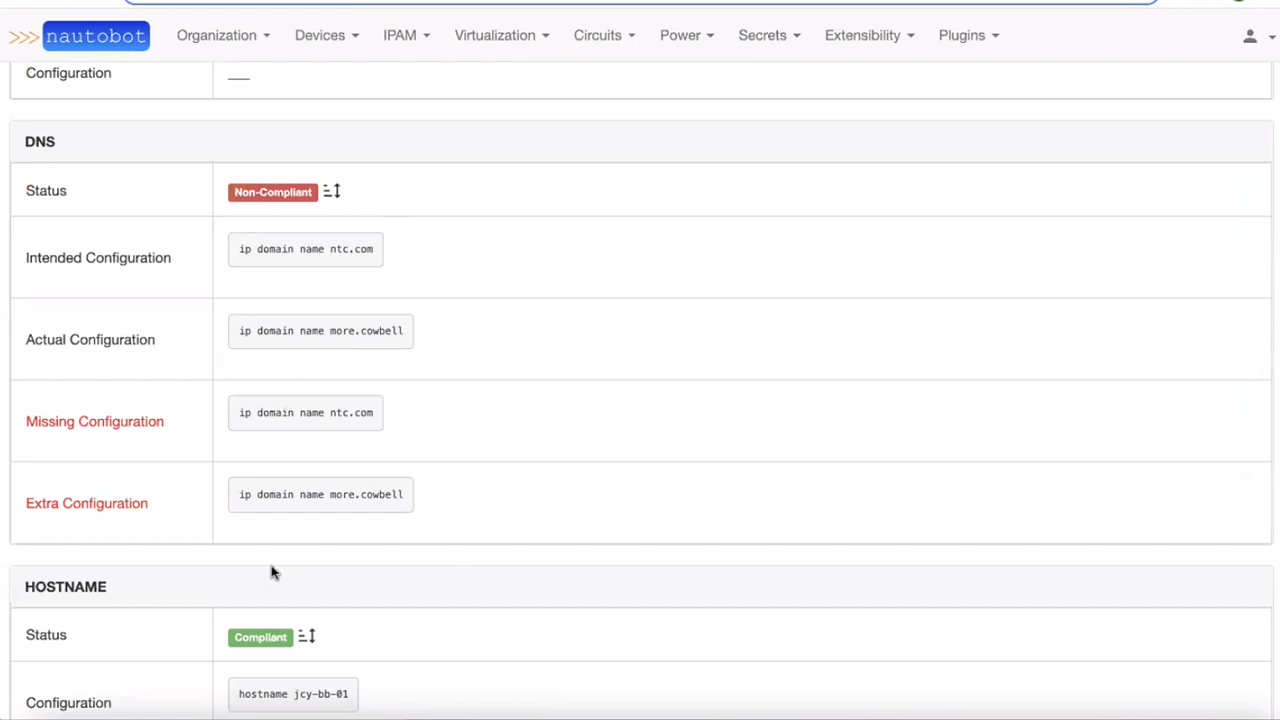 >>> nautobot Organization Devices IPAM Virtualization Circuits Power Secrets Extensibility Plugins
Configuration
DNS
Status Non-Compliant
Intended Configuration ip domain name ntc.com
Actual Configuration ip domain name more.cowbell
Missing Configuration ip domain name ntc.com
Extra Configuration ip domain name more.cowbell
HOSTNAME
Status Compliant
Configuration hostname jcy-bb-01